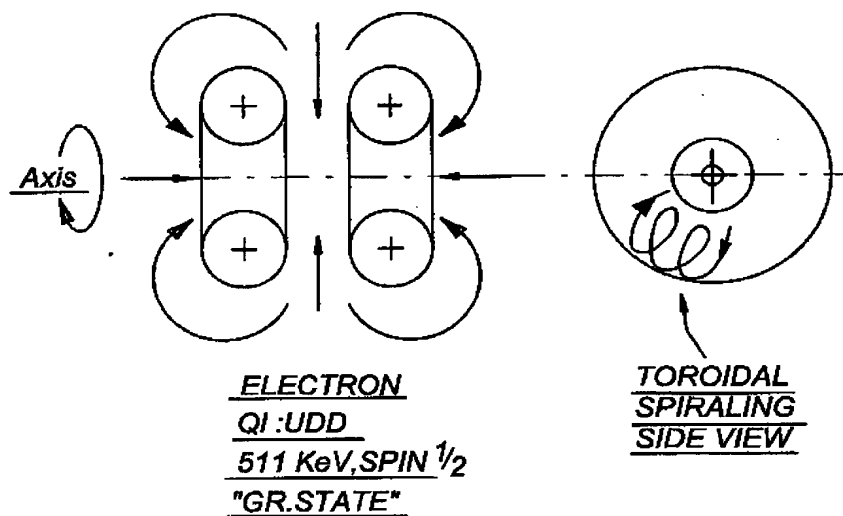 Axis
ELECTRON
QI :UDD
511 KeV,SPIN 1/2
"GR.STATE"
TOROIDAL
SPIRALING
SIDE VIEW